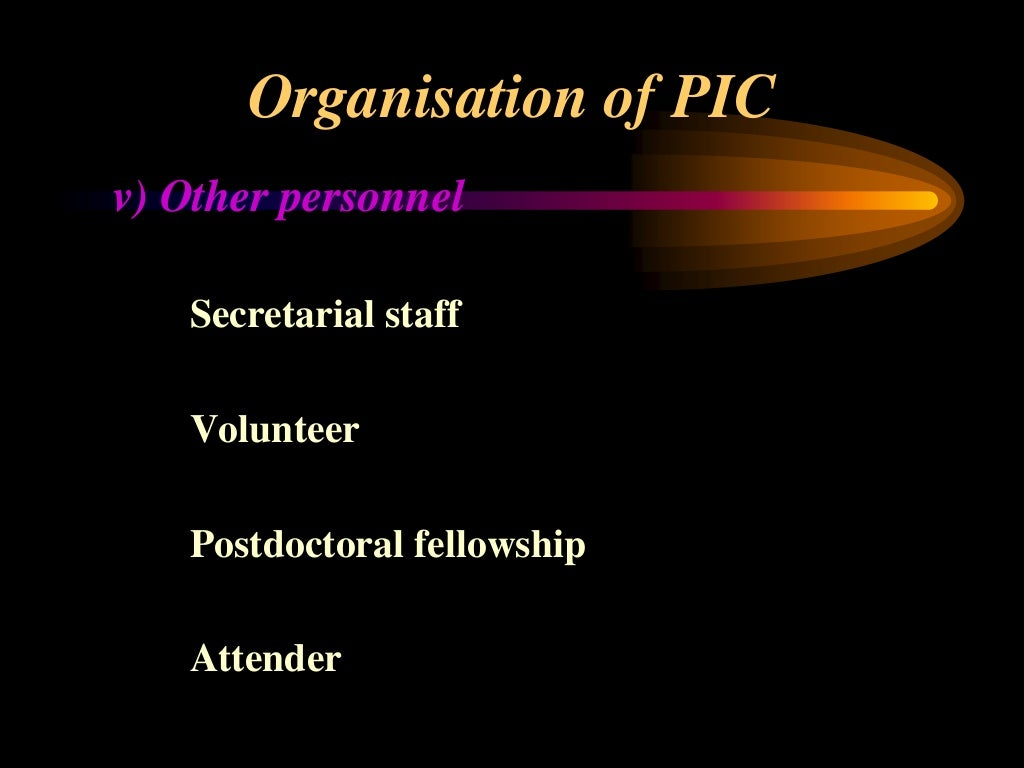 Organisation of PIC
v) Other personnel
Secretarial staff
Volunteer
Postdoctoral fellowship
Attender